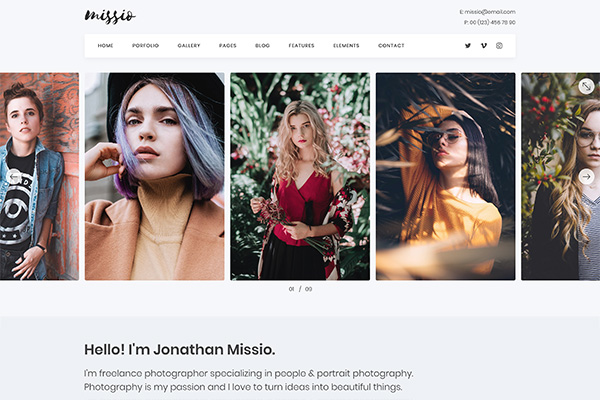 missio
E: missio@email.com
P: 00 (123) 456 78 90
HOME PORFOLIO GALLERY PAGES BLOG FEATURES ELEMENTS CONTACT
01 / 09
Hello! I'm Jonathan Missio.
I'm freelance photographer specializing in people & portrait photography.
Photography is my passion and I love to turn ideas into beautiful things.